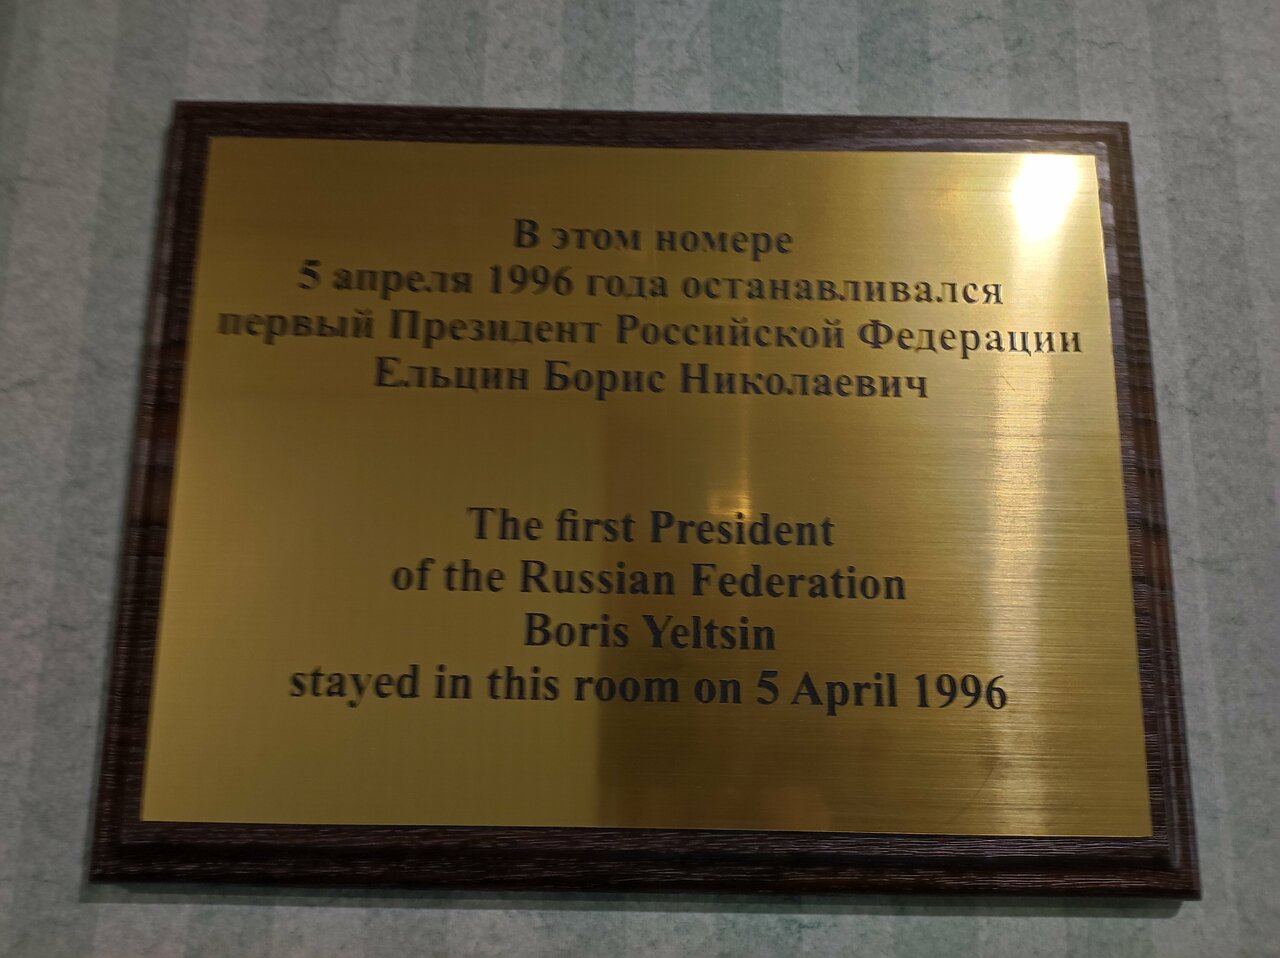 В этом номере
5 апреля 1996 года останавливался
первый Президент Российской Федерации
Ельцин Борис Николаевич
The first President
of the Russian Federation
Boris Yeltsin
stayed in this room on 5 April 1996